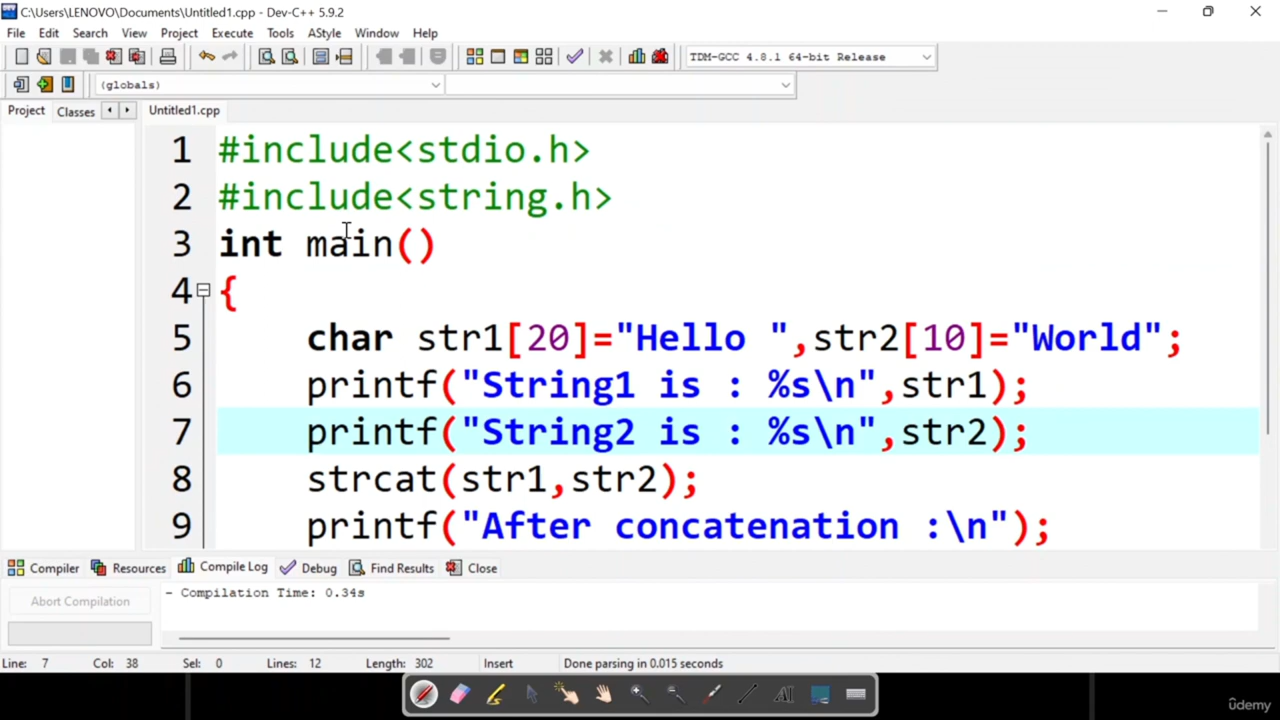 C:\Users\LENOVO\Documents\Untitled1.cpp - Dev-C++ 5.9.2
File Edit Search View Project Execute Tools AStyle Window Help
TDM-GCC 4.8.1 64-bit Release
(globals)
Project Classes Untitled1.cpp
1 #include<stdio.h>
2 #include<string.h>
3 int main()
4 {
5 char str1[20]="Hello ",str2[10]="World";
6 printf("String1 is : %s\n",str1);
7 printf("String2 is : %s\n",str2);
8 strcat(str1,str2);
9 printf("After concatenation :\n");
Compiler Resources Compile Log Debug Find Results Close
Abort Compilation
- Compilation Time: 0.34s
Line: 7 Col: 38 Sel: 0 Lines: 12 Length: 302 Insert Done parsing in 0.015 seconds
AI
ûdemy